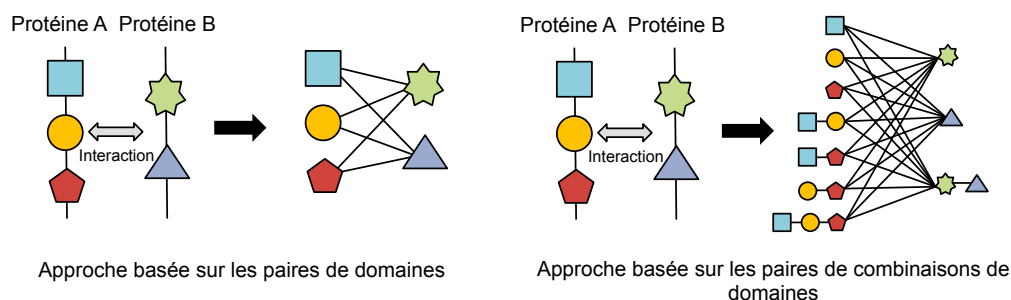 Protéine A Protéine B
Interaction
Approche basée sur les paires de domaines
Protéine A Protéine B
Interaction
Approche basée sur les paires de combinaisons de
domaines